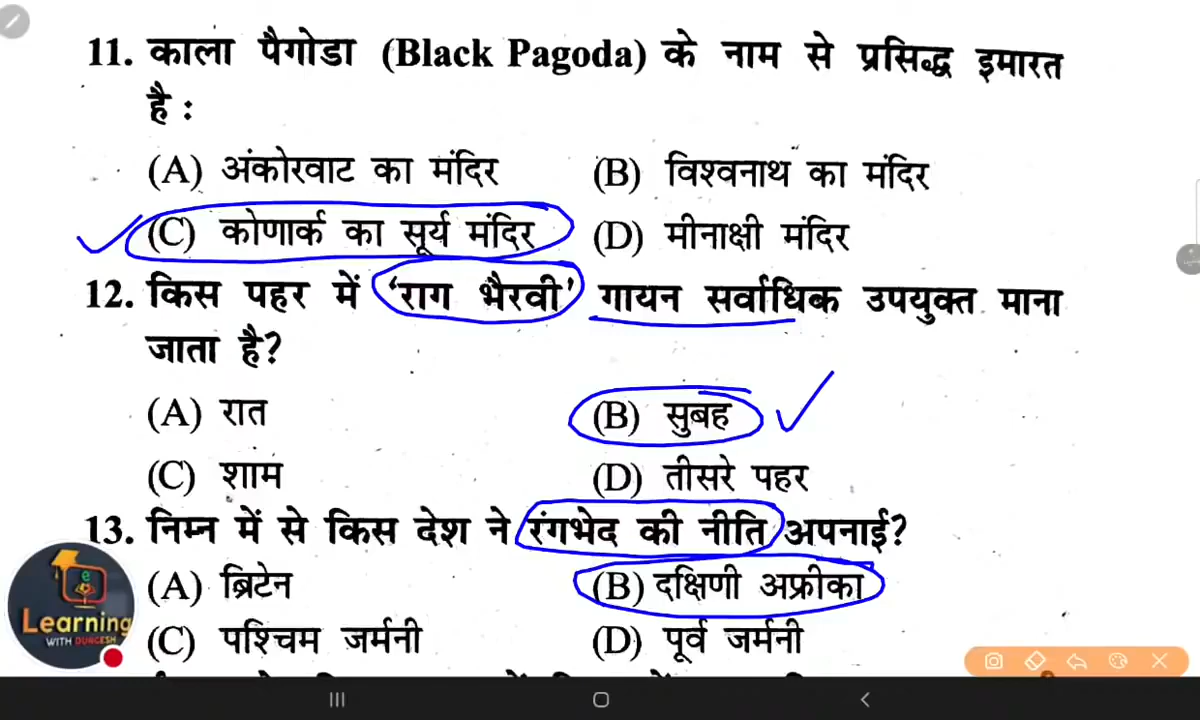 11. काला पैगोडा (Black Pagoda) के नाम से प्रसिद्ध इमारत
है :
(A) अंकोरवाट का मंदिर (B) विश्वनाथ का मंदिर
(C) कोणार्क का सूर्य मंदिर (D) मीनाक्षी मंदिर
12. किस पहर में ‘राग भैरवी’ गायन सर्वाधिक उपयुक्त माना
जाता है?
(A) रात (B) सुबह
(C) शाम (D) तीसरे पहर
13. निम्न में से किस देश ने रंगभेद की नीति अपनाई?
(A) ब्रिटेन (B) दक्षिणी अफ्रीका
(C) पश्चिम जर्मनी (D) पूर्व जर्मनी
e
Learning
WITH DURGESH